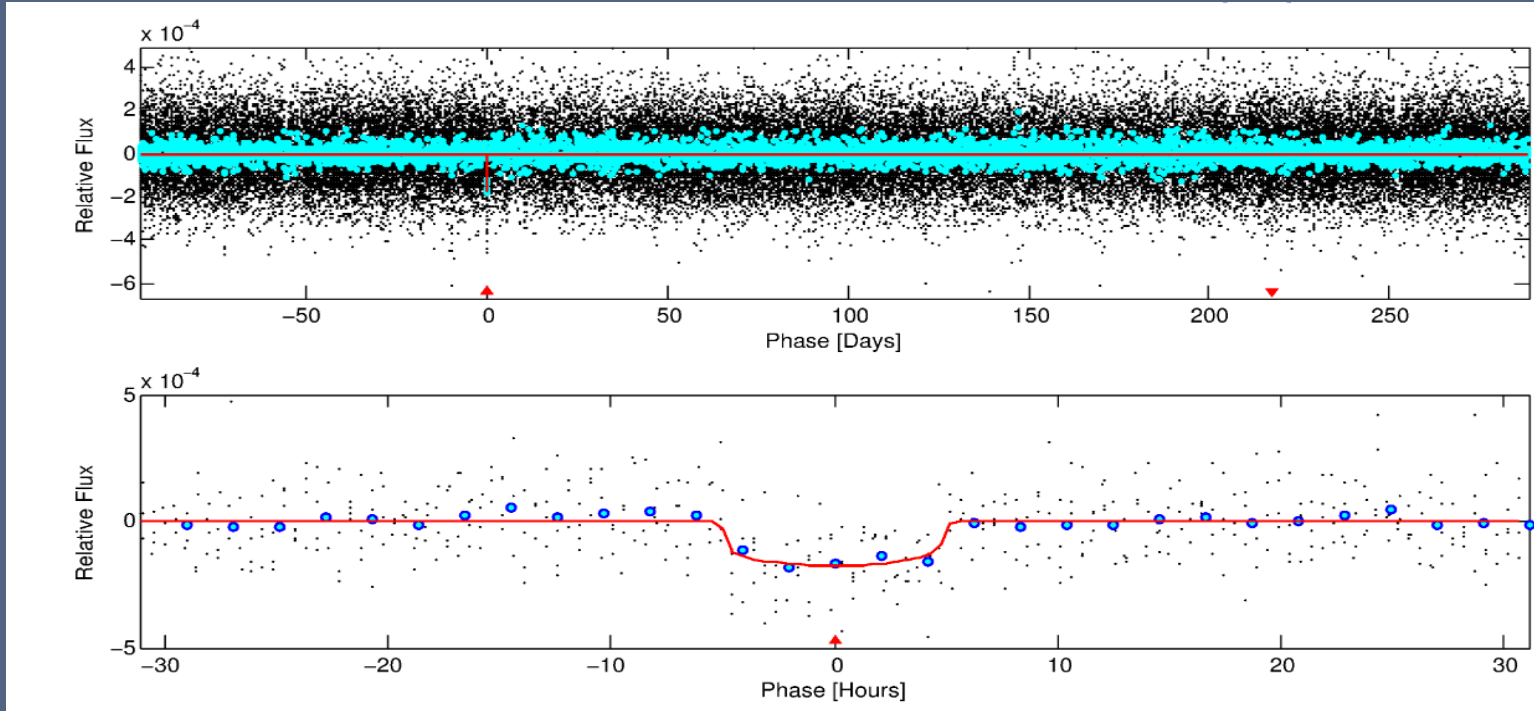 x 10⁻⁴
4
2
0
−2
−4
−6
Relative Flux
−50 0 50 100 150 200 250
Phase [Days]
5 x 10⁻⁴
0
−5
Relative Flux
−30 −20 −10 0 10 20 30
Phase [Hours]